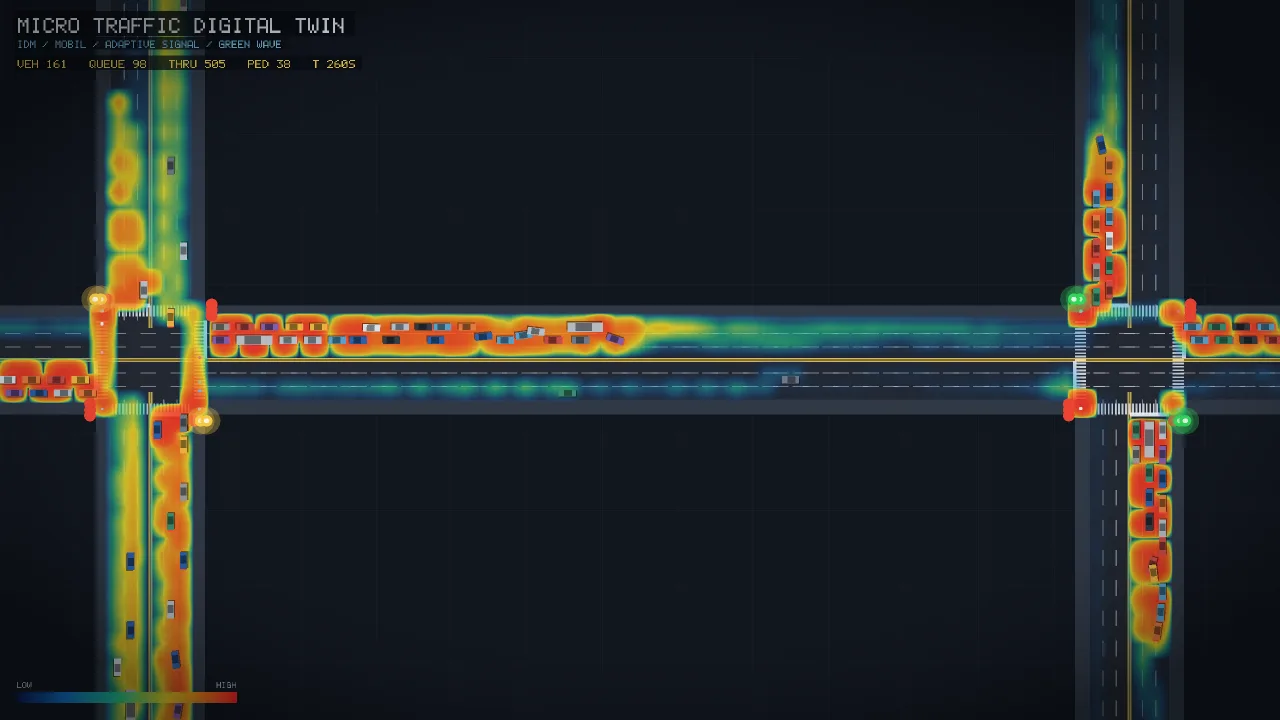 MICRO TRAFFIC DIGITAL TWIN
IDM / MOBIL / ADAPTIVE SIGNAL / GREEN WAVE
VEH 161 QUEUE 98 THRU 505 PED 38 T 260S
LOW HIGH